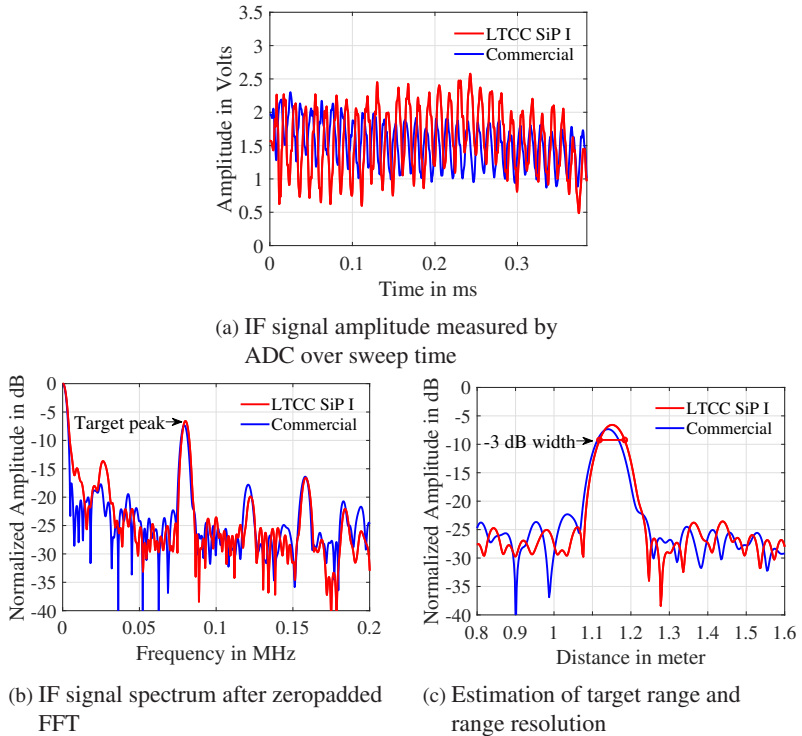 3.5
3
2.5
2
1.5
1
0.5
0
Amplitude in Volts
LTCC SiP I
Commercial
0
0.1
0.2
0.3
Time in ms
(a) IF signal amplitude measured by
ADC over sweep time
0
-5
-10
-15
-20
-25
-30
-35
-40
Normalized Amplitude in dB
LTCC SiP I
Commercial
Target peak
0
0.05
0.1
0.15
0.2
Frequency in MHz
(b) IF signal spectrum after zeropadded
FFT
0
-5
-10
-15
-20
-25
-30
-35
-40
Normalized Amplitude in dB
LTCC SiP I
Commercial
-3 dB width
0.8
0.9
1
1.1
1.2
1.3
1.4
1.5
1.6
Distance in meter
(c) Estimation of target range and
range resolution